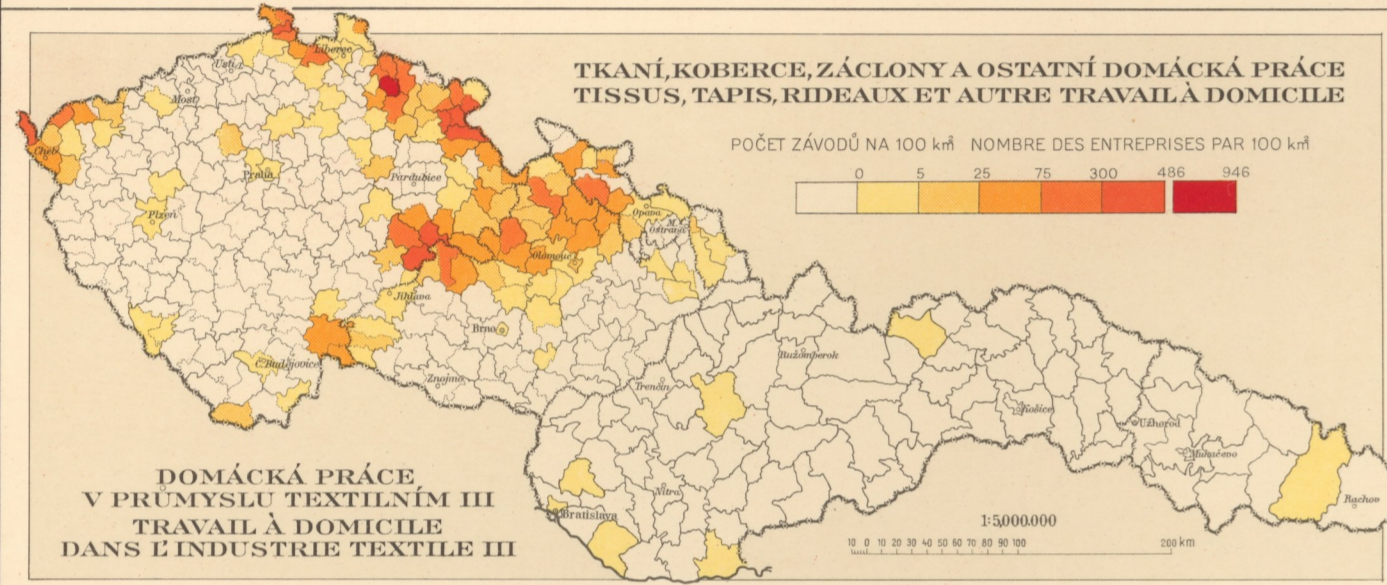 TKANÍ, KOBERCE, ZÁCLONY A OSTATNÍ DOMÁCKÁ PRÁCE
TISSUS, TAPIS, RIDEAUX ET AUTRE TRAVAIL À DOMICILE
POČET ZÁVODŮ NA 100 km² NOMBRE DES ENTREPRISES PAR 100 km²
0 5 25 75 300 486 946
Liberec
Ústí
Most
Cheb
Praha
Pardubice
Plzeň
Opava
M. Ostrava
Olomouc
Jihlava
Brno
Č. Budějovice
Znojmo
Ružomberok
Trenčín
Košice
Užhorod
Mukačevo
Rachov
Nitra
Bratislava
DOMÁCKÁ PRÁCE
V PRŮMYSLU TEXTILNÍM III
TRAVAIL À DOMICILE
DANS L'INDUSTRIE TEXTILE III
1:5,000.000
10 0 10 20 30 40 50 60 70 80 90 100 200 km